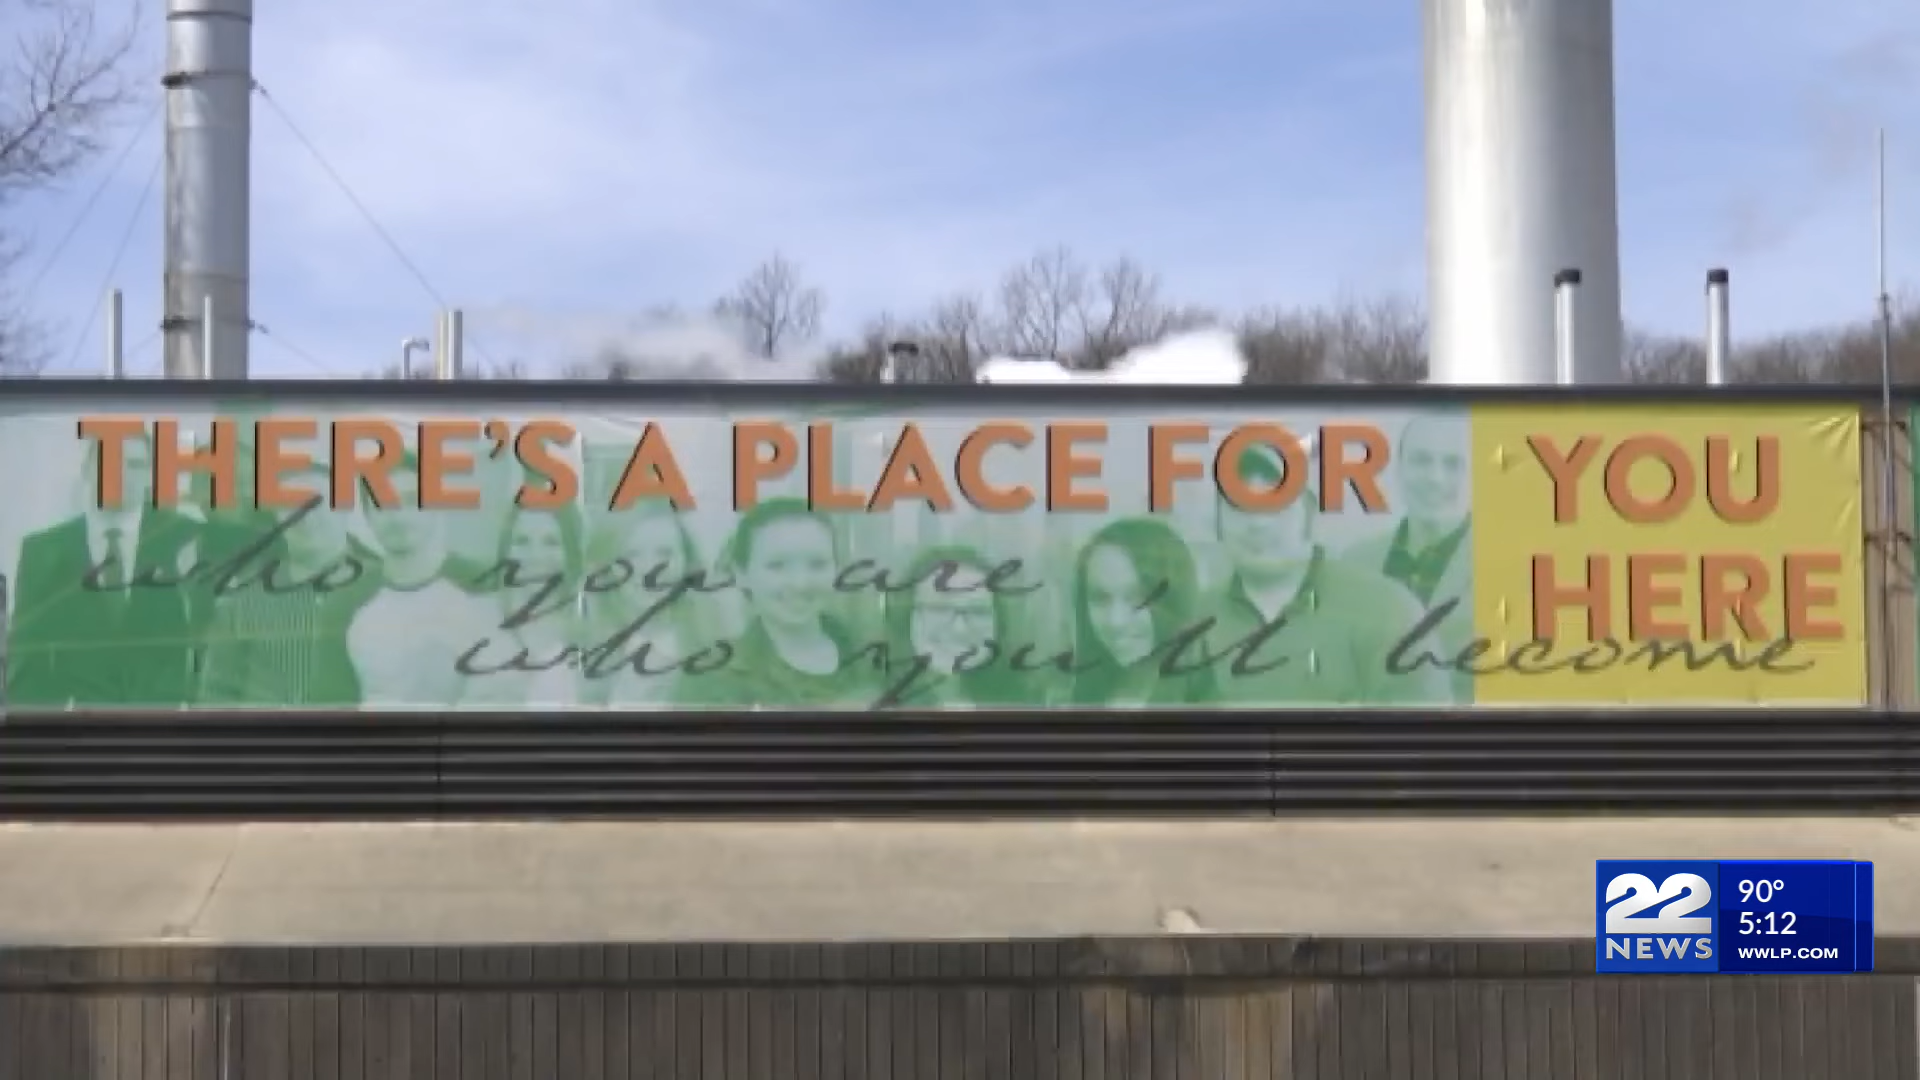 THERE'S A PLACE FOR YOU HERE
who you are
who you'll become
22 NEWS
90°
5:12
WWLP.COM